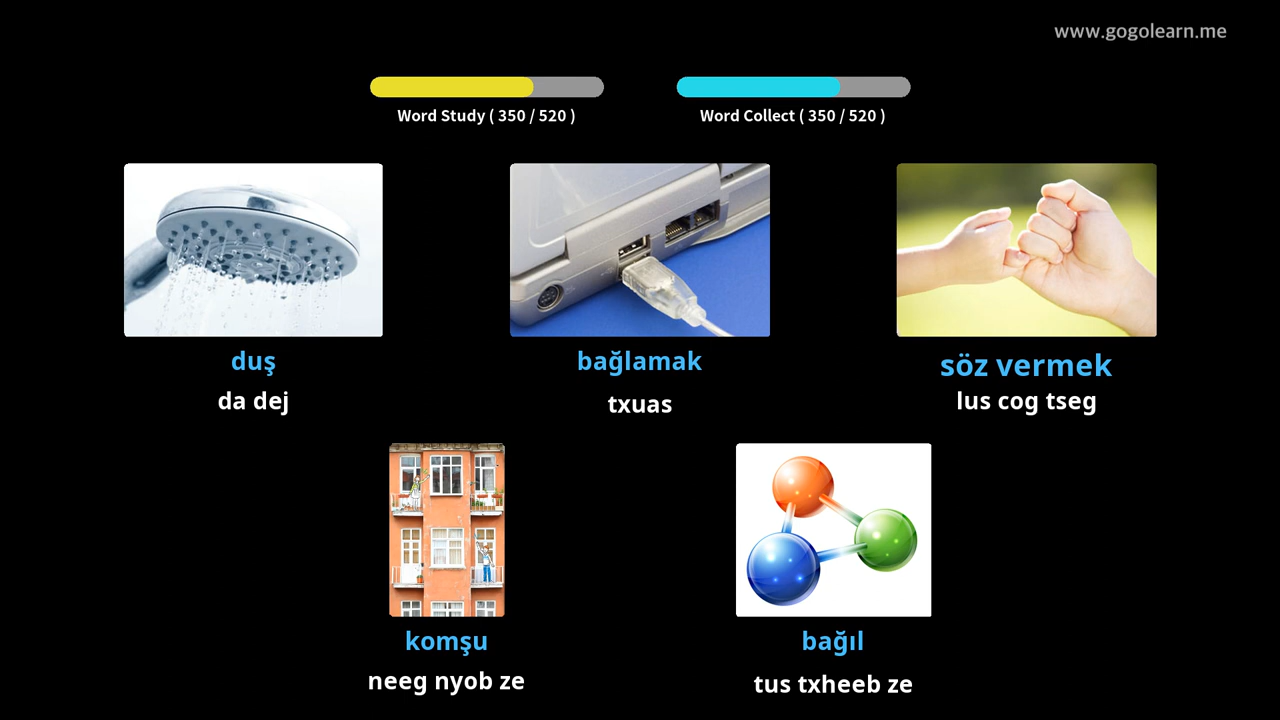 www.gogolearn.me
Word Study ( 350 / 520 )
Word Collect ( 350 / 520 )
duş
da dej
bağlamak
txuas
söz vermek
lus cog tseg
komşu
neeg nyob ze
bağıl
tus txheeb ze